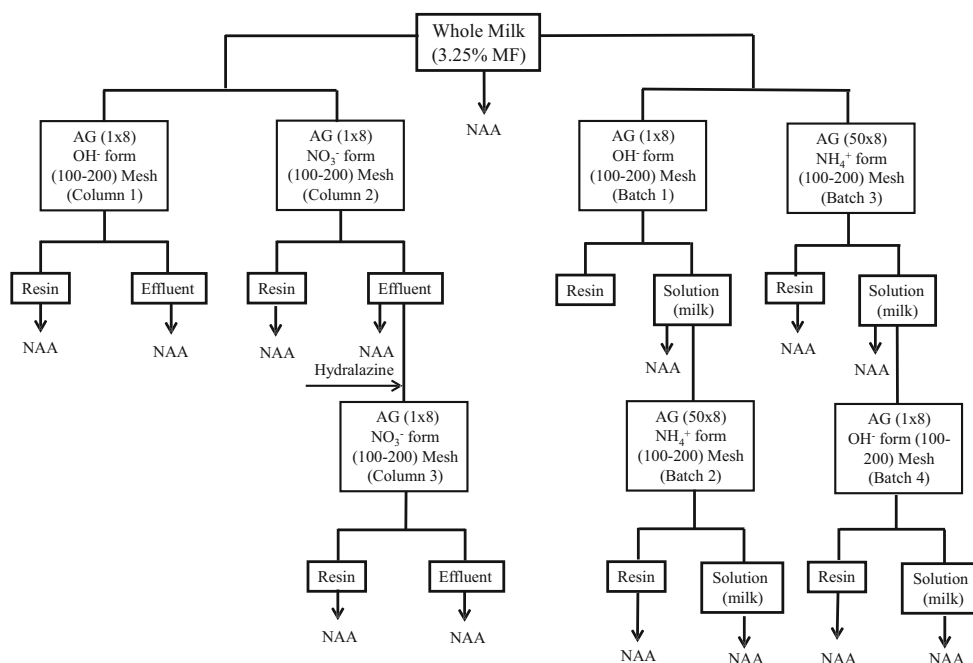 Whole Milk
(3.25% MF)
NAA
AG (1x8)
OH⁻ form
(100-200) Mesh
(Column 1)
AG (1x8)
NO₃⁻ form
(100-200) Mesh
(Column 2)
AG (1x8)
OH⁻ form
(100-200) Mesh
(Batch 1)
AG (50x8)
NH₄⁺ form
(100-200) Mesh
(Batch 3)
Resin
Effluent
Resin
Effluent
Resin
Solution
(milk)
Resin
Solution
(milk)
NAA
NAA
NAA
NAA
NAA
NAA
NAA
Hydralazine
AG (1x8)
NO₃⁻ form
(100-200) Mesh
(Column 3)
AG (50x8)
NH₄⁺ form
(100-200) Mesh
(Batch 2)
AG (1x8)
OH⁻ form (100-
200) Mesh
(Batch 4)
Resin
Effluent
Resin
Solution
(milk)
Resin
Solution
(milk)
NAA
NAA
NAA
NAA
NAA
NAA